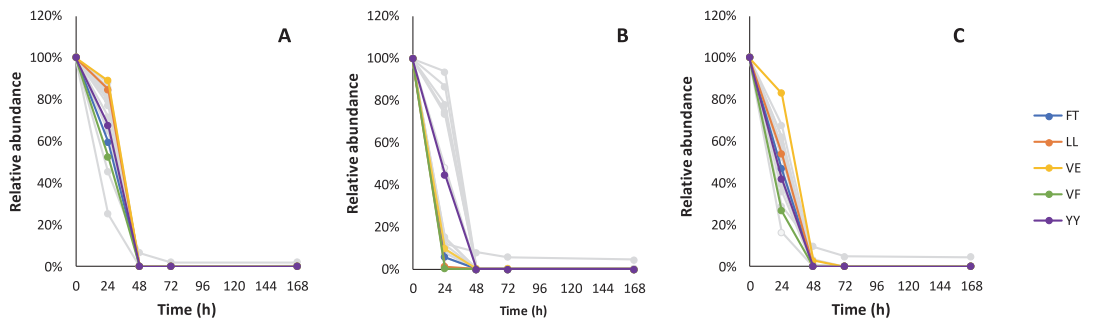 A
Relative abundance
120%
100%
80%
60%
40%
20%
0%
0 24 48 72 96 120 144 168
Time (h)
B
Relative abundance
120%
100%
80%
60%
40%
20%
0%
0 24 48 72 96 120 144 168
Time (h)
C
Relative abundance
120%
100%
80%
60%
40%
20%
0%
0 24 48 72 96 120 144 168
Time (h)
FT
LL
VE
VF
YY